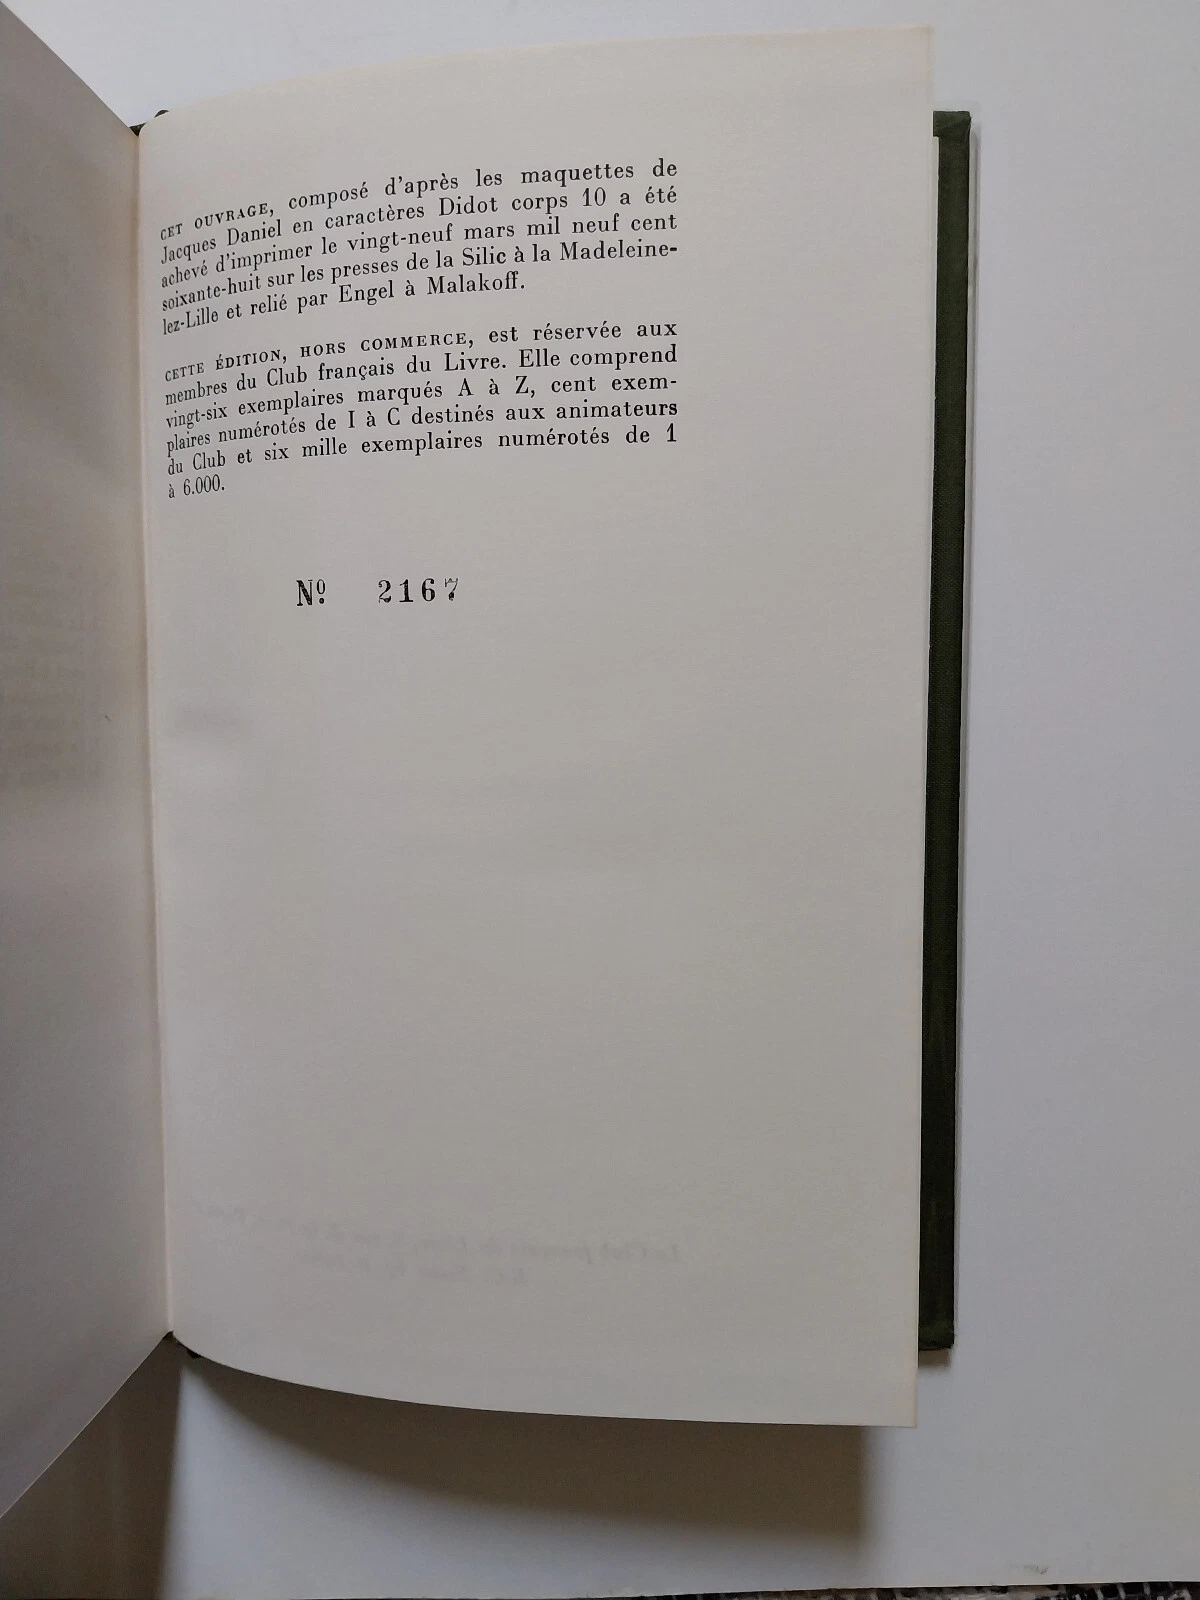 CET OUVRAGE, composé d'après les maquettes de
Jacques Daniel en caractères Didot corps 10 a été
achevé d'imprimer le vingt-neuf mars mil neuf cent
soixante-huit sur les presses de la Silic à la Madeleine-
lez-Lille et relié par Engel à Malakoff.
CETTE ÉDITION, HORS COMMERCE, est réservée aux
membres du Club français du Livre. Elle comprend
vingt-six exemplaires marqués A à Z, cent exem-
plaires numérotés de I à C destinés aux animateurs
du Club et six mille exemplaires numérotés de 1
à 6.000.
Nº 2167